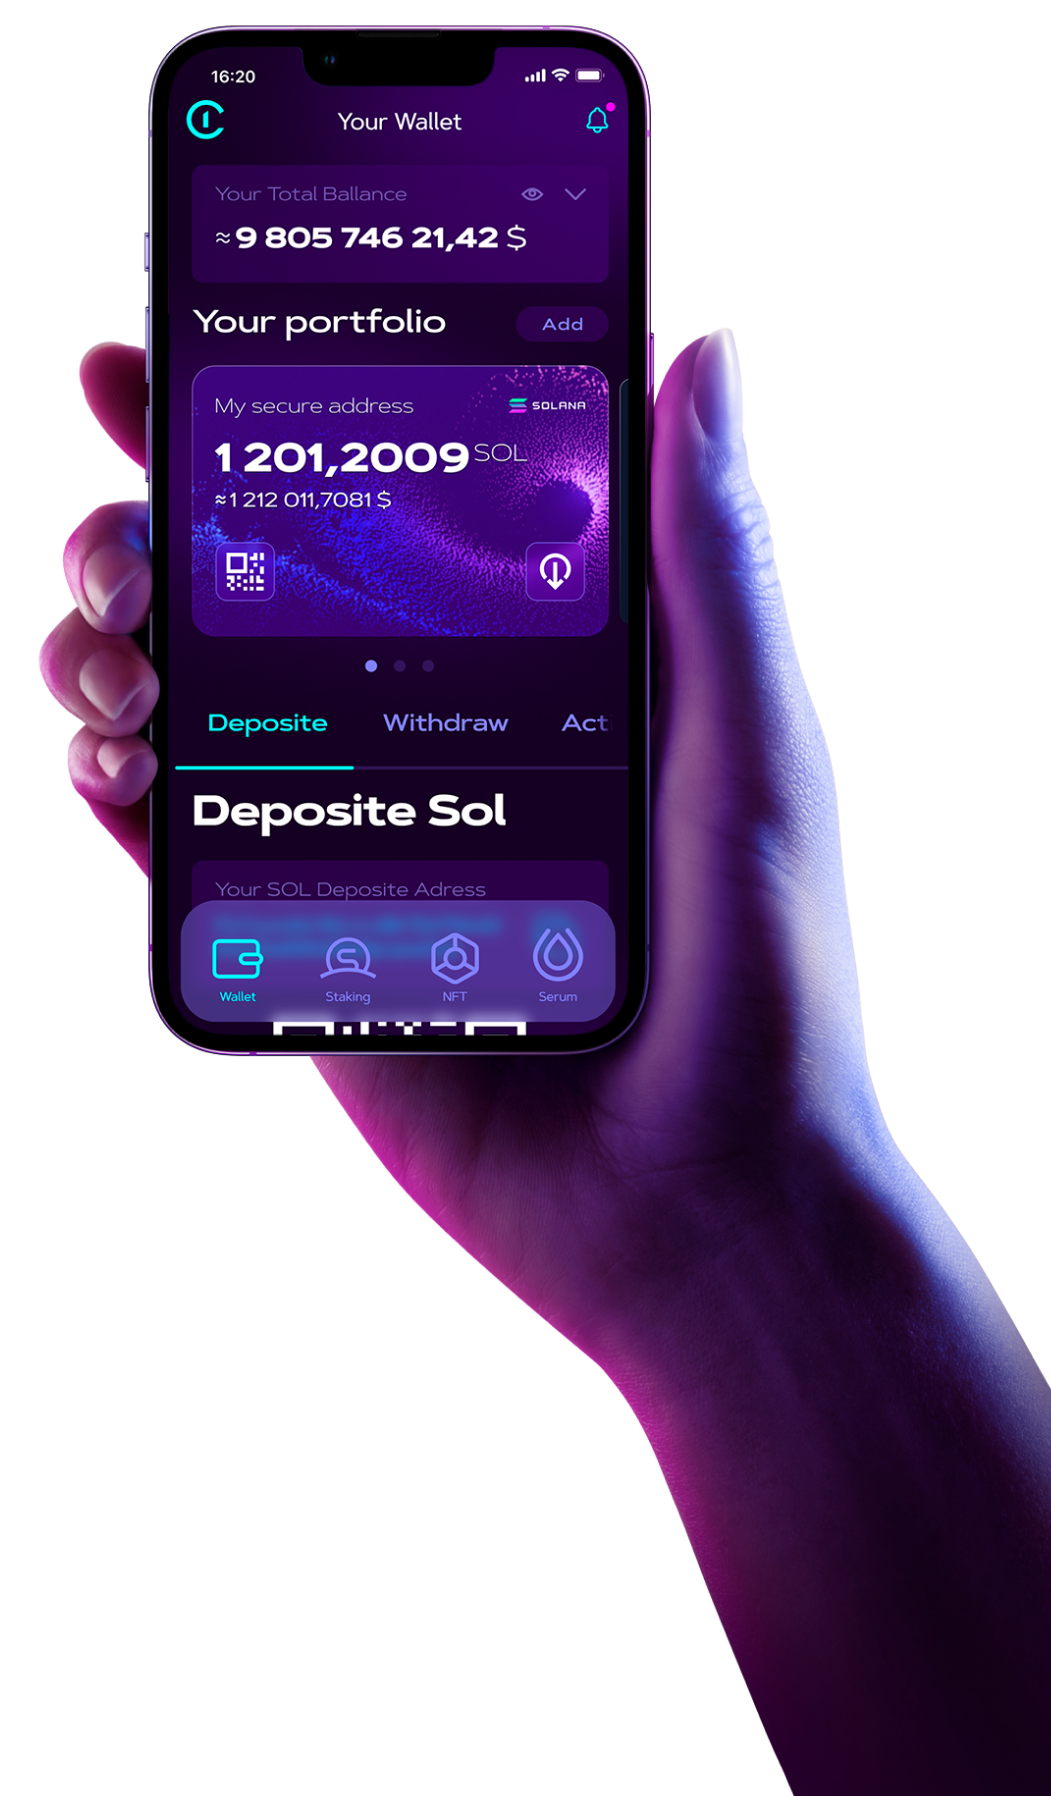 16:20
Your Wallet
Your Total Ballance
≈ 9 805 746 21,42 $
Your portfolio
Add
My secure address
SOLANA
1 201,2009 SOL
≈ 1 212 011,7081 $
Deposite Withdraw Acti
Deposite Sol
Your SOL Deposite Adress
Wallet Staking NFT Serum